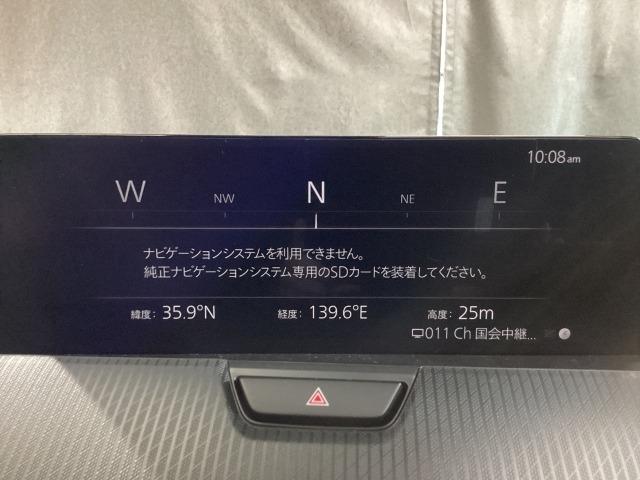 10:08am
W NW N NE E
ナビゲーションシステムを利用できません。
純正ナビゲーションシステム専用のSDカードを装着してください。
緯度: 35.9°N 経度: 139.6°E 高度: 25m
011 Ch 国会中継...